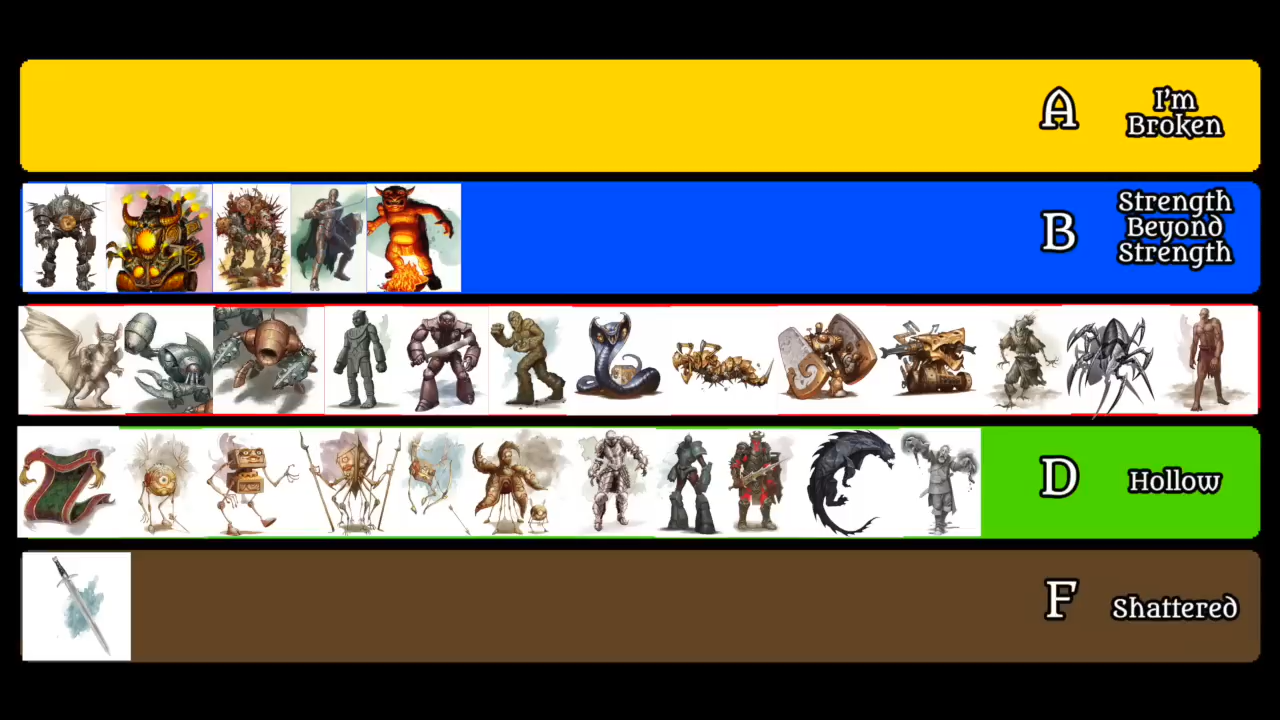 A
I'm
Broken
B
Strength
Beyond
Strength
D
Hollow
F
Shattered